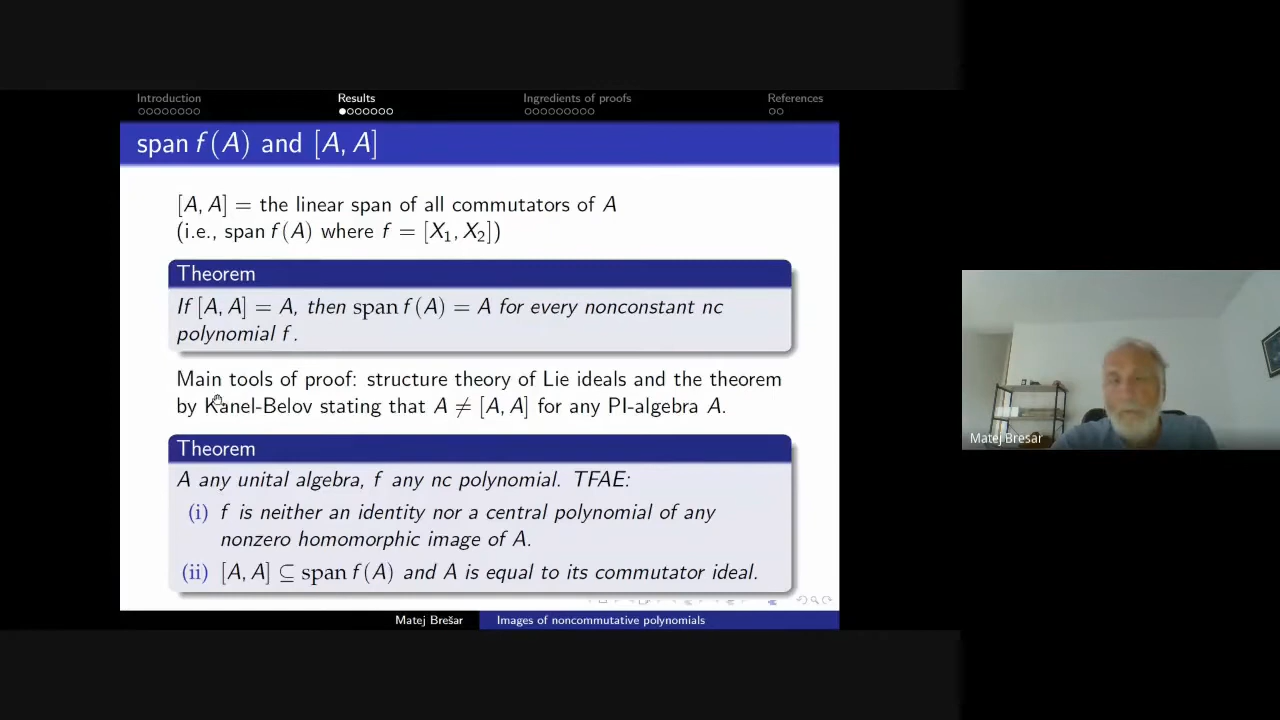 Introduction Results Ingredients of proofs References
span f(A) and [A, A]
[A, A] = the linear span of all commutators of A
(i.e., span f(A) where f = [X₁, X₂])
Theorem
If [A, A] = A, then span f(A) = A for every nonconstant nc
polynomial f.
Main tools of proof: structure theory of Lie ideals and the theorem
by Kanel-Belov stating that A ≠ [A, A] for any PI-algebra A.
Theorem
A any unital algebra, f any nc polynomial. TFAE:
(i) f is neither an identity nor a central polynomial of any
nonzero homomorphic image of A.
(ii) [A, A] ⊆ span f(A) and A is equal to its commutator ideal.
Matej Brešar Images of noncommutative polynomials
Matej Bresar